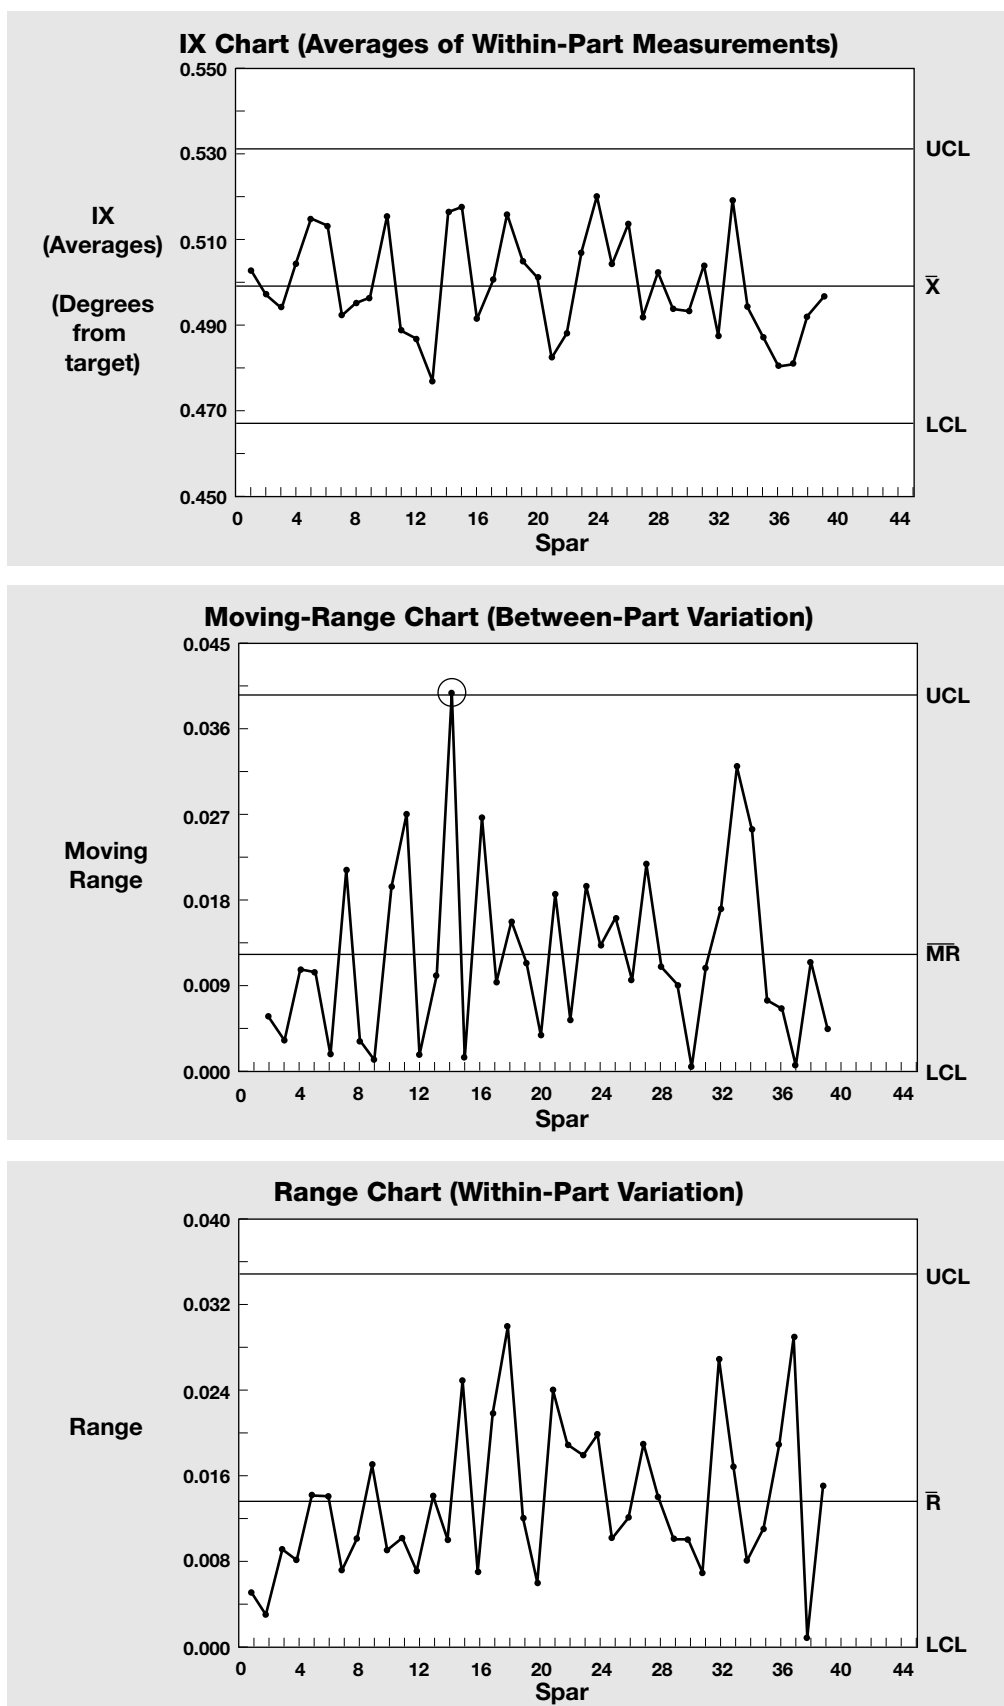 IX Chart (Averages of Within-Part Measurements)
0.550
0.530
0.510
0.490
0.470
0.450
IX
(Averages)
(Degrees
from
target)
UCL
X̅
LCL
0 4 8 12 16 20 24 28 32 36 40 44
Spar
Moving-Range Chart (Between-Part Variation)
0.045
0.036
0.027
0.018
0.009
0.000
Moving
Range
UCL
M̅R̅
LCL
0 4 8 12 16 20 24 28 32 36 40 44
Spar
Range Chart (Within-Part Variation)
0.040
0.032
0.024
0.016
0.008
0.000
Range
UCL
R̅
LCL
0 4 8 12 16 20 24 28 32 36 40 44
Spar